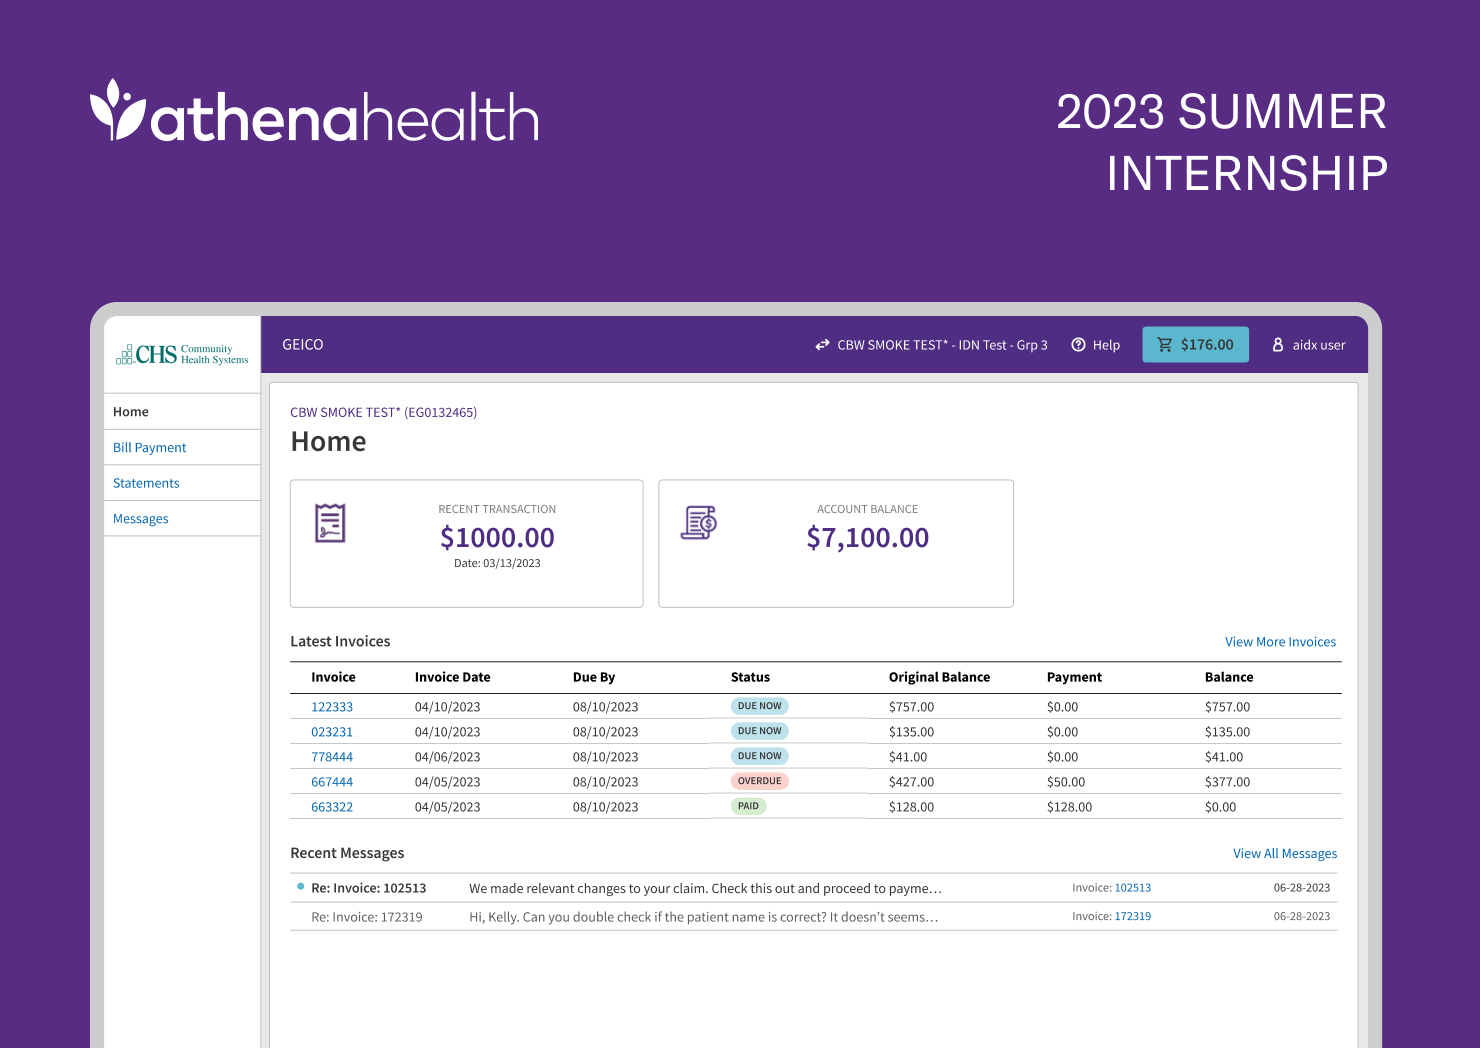 athenahealth
2023 SUMMER
INTERNSHIP
CHS Community
Health Systems
GEICO
CBW SMOKE TEST* - IDN Test - Grp 3
Help
$176.00
aidx user
Home
Bill Payment
Statements
Messages
CBW SMOKE TEST* (EG0132465)
Home
RECENT TRANSACTION
$1000.00
Date: 03/13/2023
ACCOUNT BALANCE
$7,100.00
Latest Invoices
View More Invoices
Invoice Invoice Date Due By Status Original Balance Payment Balance
122333 04/10/2023 08/10/2023 DUE NOW $757.00 $0.00 $757.00
023231 04/10/2023 08/10/2023 DUE NOW $135.00 $0.00 $135.00
778444 04/06/2023 08/10/2023 DUE NOW $41.00 $0.00 $41.00
667444 04/05/2023 08/10/2023 OVERDUE $427.00 $50.00 $377.00
663322 04/05/2023 08/10/2023 PAID $128.00 $128.00 $0.00
Recent Messages
View All Messages
Re: Invoice: 102513 We made relevant changes to your claim. Check this out and proceed to payme... Invoice: 102513 06-28-2023
Re: Invoice: 172319 Hi, Kelly. Can you double check if the patient name is correct? It doesn't seems... Invoice: 172319 06-28-2023